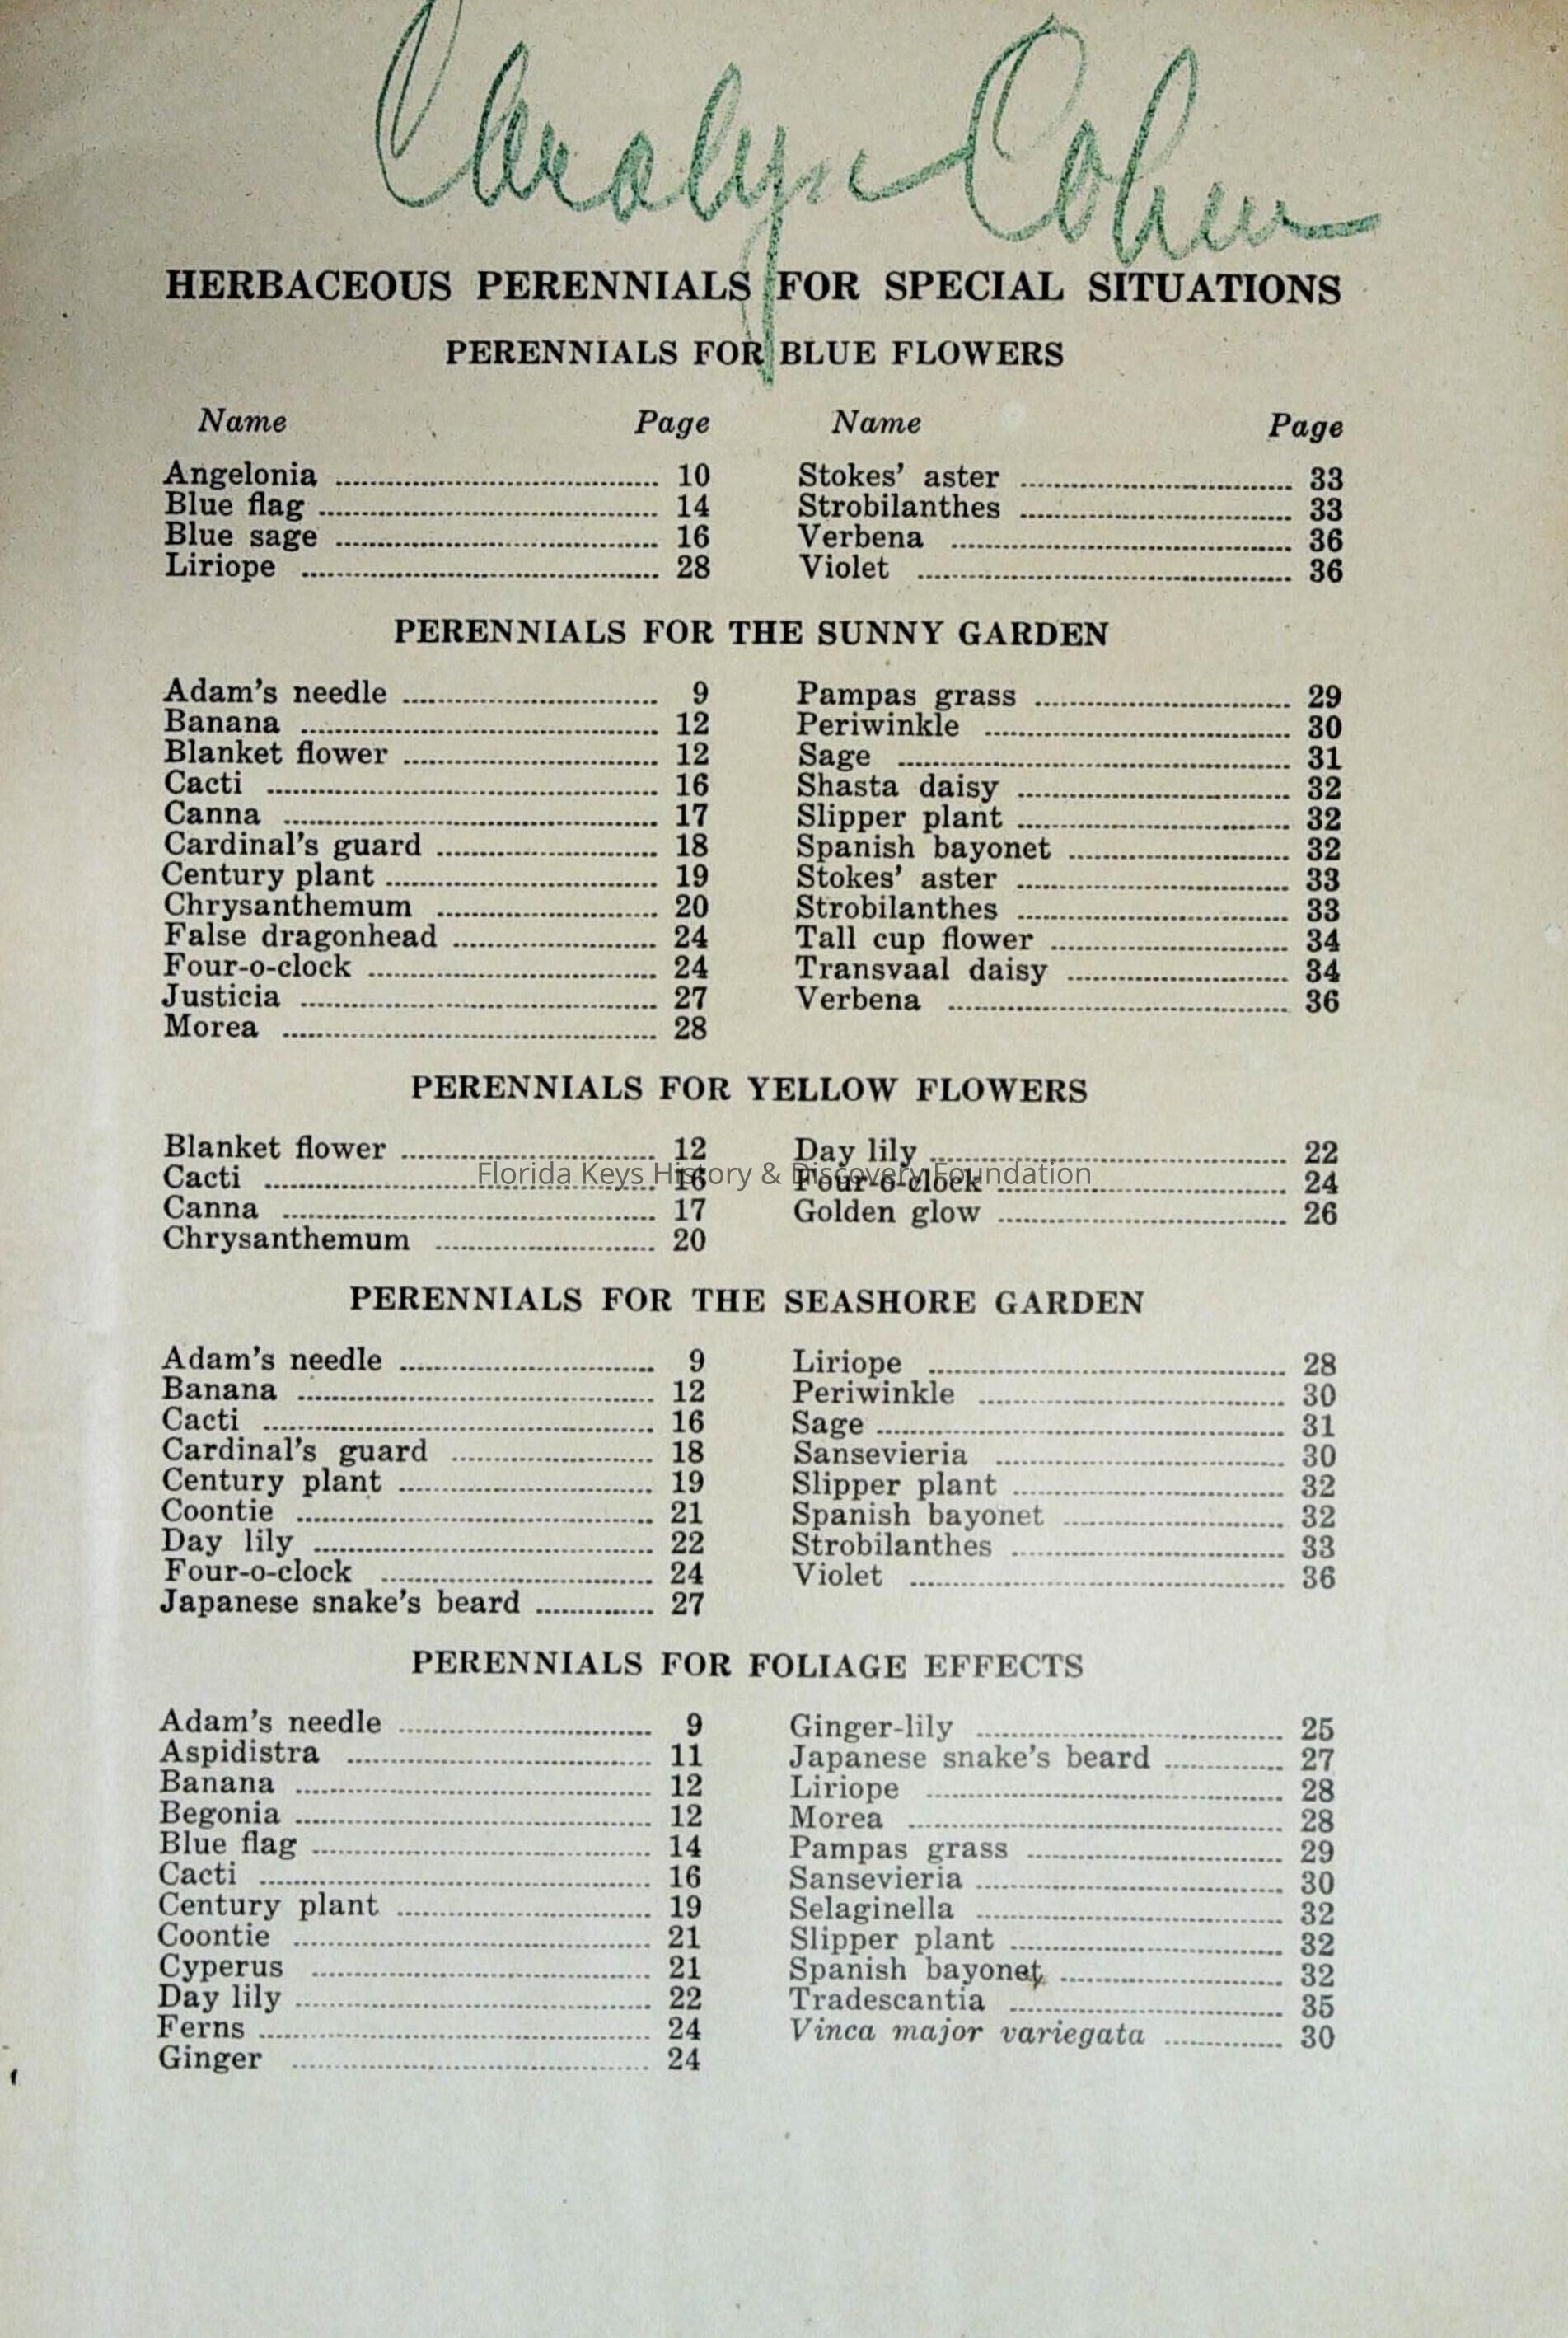 Carolyn Cohen
HERBACEOUS PERENNIALS FOR SPECIAL SITUATIONS
PERENNIALS FOR BLUE FLOWERS
Name Page Name Page
Angelonia 10 Stokes' aster 33
Blue flag 14 Strobilanthes 33
Blue sage 16 Verbena 36
Liriope 28 Violet 36
PERENNIALS FOR THE SUNNY GARDEN
Adam's needle 9 Pampas grass 29
Banana 12 Periwinkle 30
Blanket flower 12 Sage 31
Cacti 16 Shasta daisy 32
Canna 17 Slipper plant 32
Cardinal's guard 18 Spanish bayonet 32
Century plant 19 Stokes' aster 33
Chrysanthemum 20 Strobilanthes 33
False dragonhead 24 Tall cup flower 34
Four-o-clock 24 Transvaal daisy 34
Justicia 27 Verbena 36
Morea 28
PERENNIALS FOR YELLOW FLOWERS
Blanket flower 12 Day lily 22
Florida Keys History & Discovery Foundation
Cacti 16 Four-o-clock 24
Canna 17 Golden glow 26
Chrysanthemum 20
PERENNIALS FOR THE SEASHORE GARDEN
Adam's needle 9 Liriope 28
Banana 12 Periwinkle 30
Cacti 16 Sage 31
Cardinal's guard 18 Sansevieria 30
Century plant 19 Slipper plant 32
Coontie 21 Spanish bayonet 32
Day lily 22 Strobilanthes 33
Four-o-clock 24 Violet 36
Japanese snake's beard 27
PERENNIALS FOR FOLIAGE EFFECTS
Adam's needle 9 Ginger-lily 25
Aspidistra 11 Japanese snake's beard 27
Banana 12 Liriope 28
Begonia 12 Morea 28
Blue flag 14 Pampas grass 29
Cacti 16 Sansevieria 30
Century plant 19 Selaginella 32
Coontie 21 Slipper plant 32
Cyperus 21 Spanish bayonet 32
Day lily 22 Tradescantia 35
Ferns 24 Vinca major variegata 30
Ginger 24